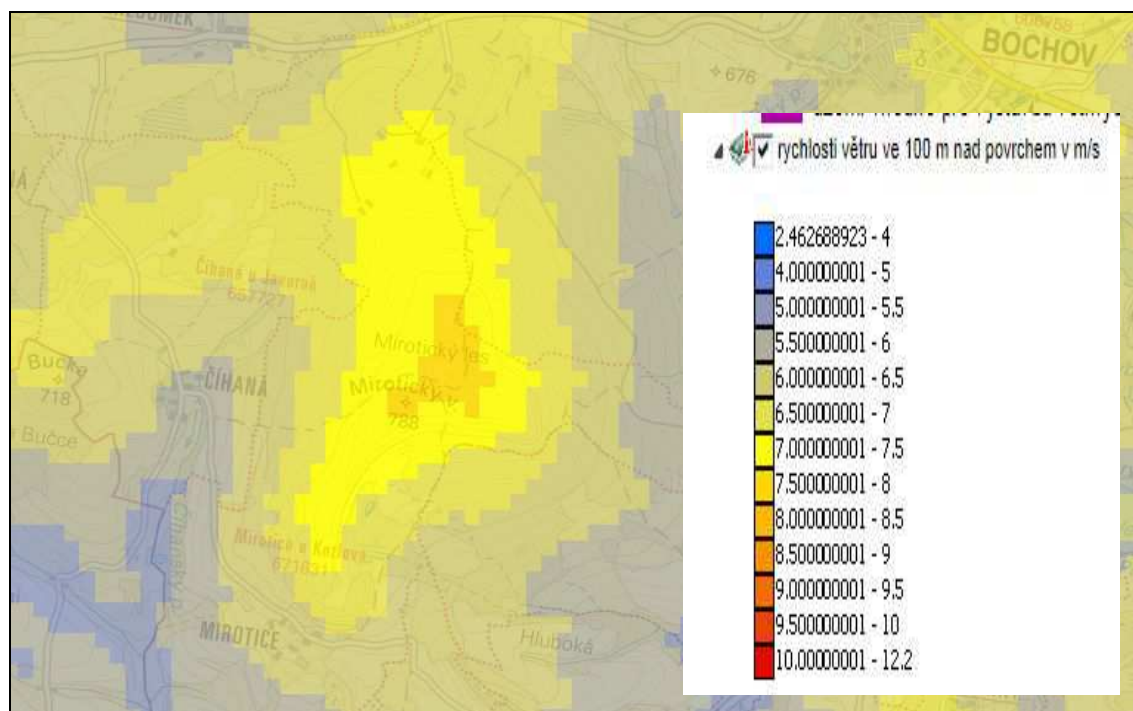 BOCHOV
676
rychlosti větru ve 100 m nad povrchem v m/s
2.462688923 - 4
4.000000001 - 5
5.000000001 - 5.5
5.500000001 - 6
6.000000001 - 6.5
6.500000001 - 7
7.000000001 - 7.5
7.500000001 - 8
8.000000001 - 8.5
8.500000001 - 9
9.000000001 - 9.5
9.500000001 - 10
10.00000001 - 12.2
Číhaná u Javorné
657727
Mirotický les
Bučke
718
ČÍHANÁ
Mirotický v.
788
Bučce
Mirotice u Kozlova
MIROTICE
Hluboká